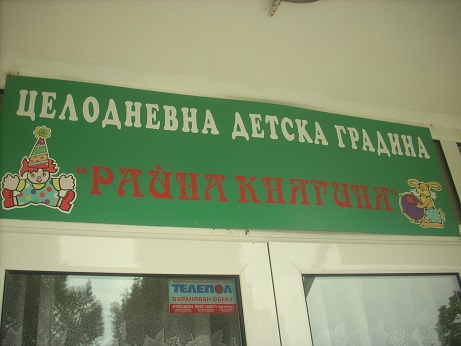 ЦЕЛОДНЕВНА ДЕТСКА ГРАДИНА
"РАЙНА КНЯГИНЯ"
ТЕЛЕПОЛ
ОХРАНЯВАН ОБЕКТ